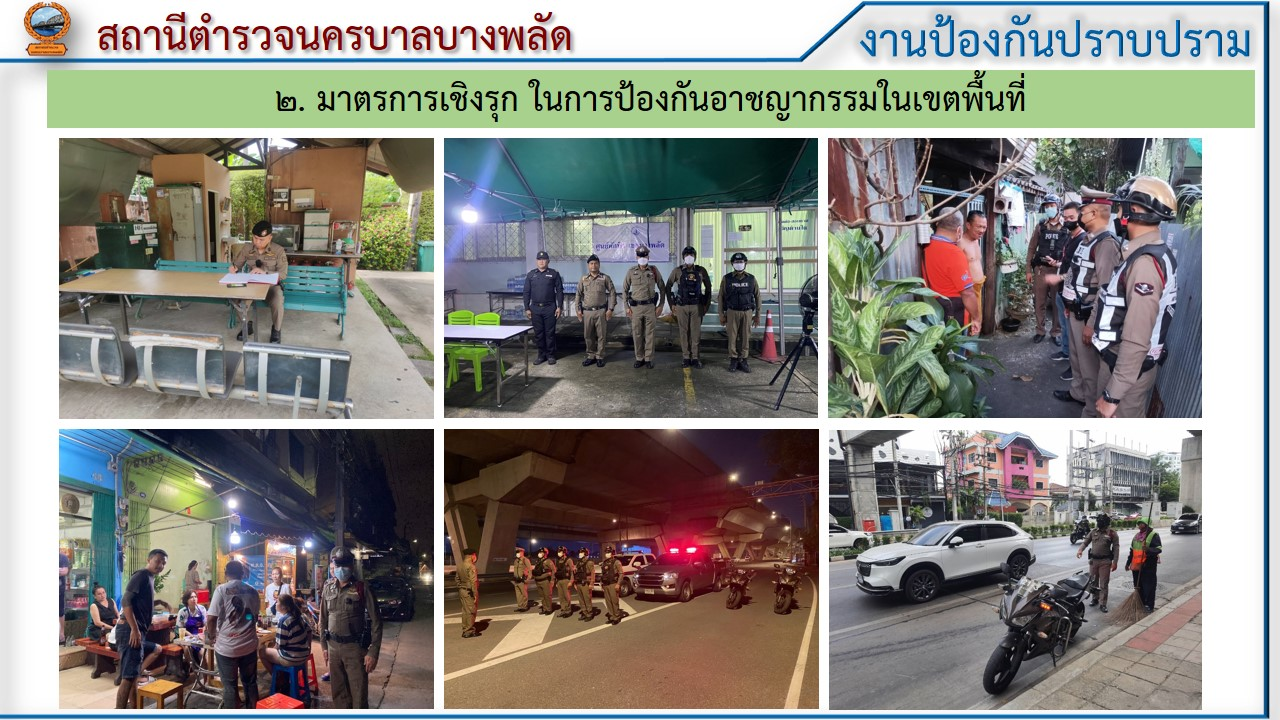 สถานีตำรวจนครบาลบางพลัด
งานป้องกันปราบปราม
๒. มาตรการเชิงรุก ในการป้องกันอาชญากรรมในเขตพื้นที่
POLICE
POLICE